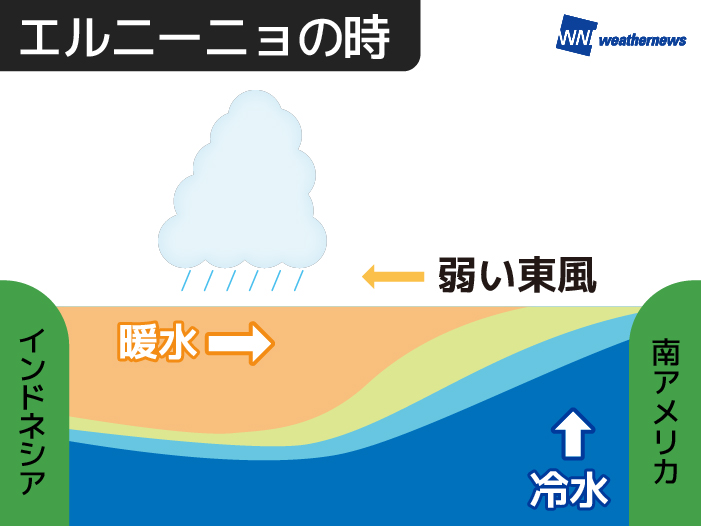 エルニーニョの時
WNI weathernews
弱い東風
暖水
インドネシア
南アメリカ
冷水